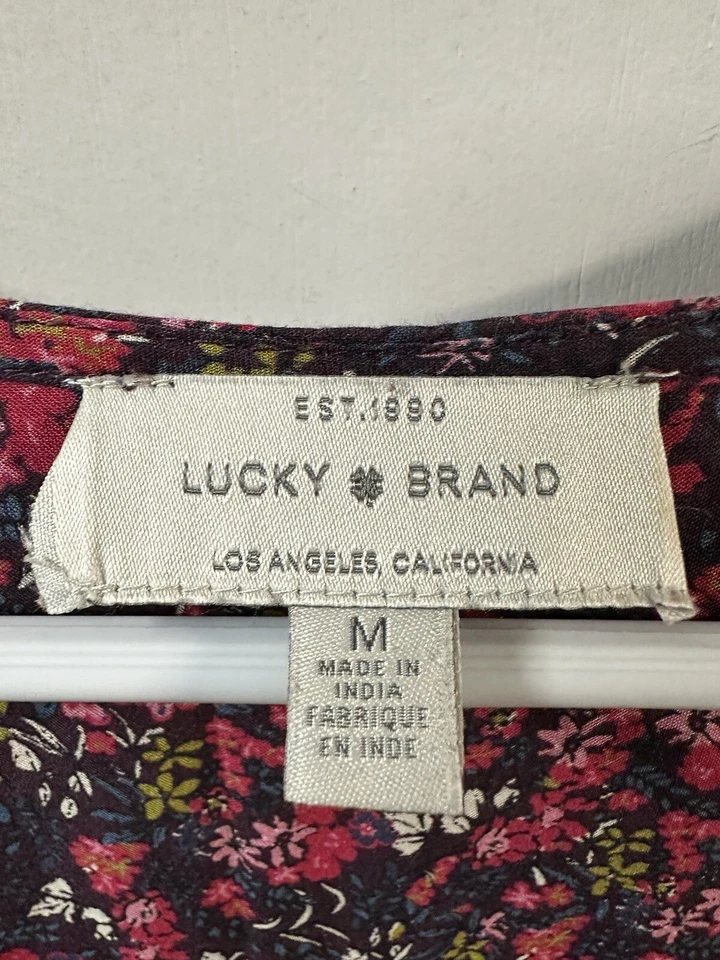 EST.1990
LUCKY BRAND
LOS ANGELES, CALIFORNIA
M
MADE IN
INDIA
FABRIQUE
EN INDE